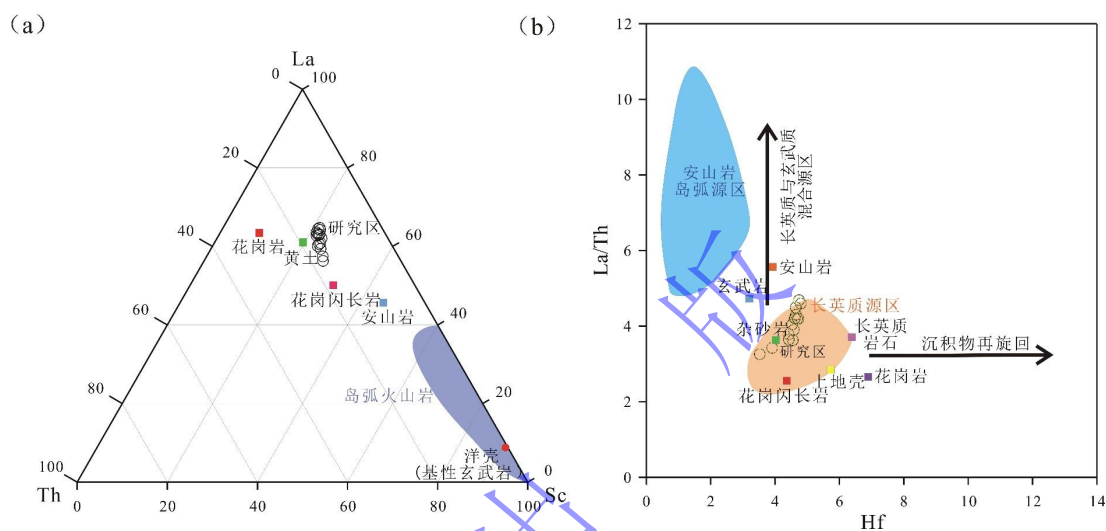 (a)
La
0
100
20
80
研究区
花岗岩
黄土
40
60
花岗闪长岩
安山岩
60
40
岛弧火山岩
80
20
洋壳
(基性玄武岩)
100
0
Th
0
20
40
60
80
100
Sc
(b)
12
10
8
6
4
2
0
La/Th
安山岩
岛弧源区
长英质与玄武质
混合源区
安山岩
玄武岩
长英质源区
杂砂岩
长英质
岩石
研究区
沉积物再旋回
上地壳
花岗岩
花岗闪长岩
0
2
4
6
8
10
12
14
Hf